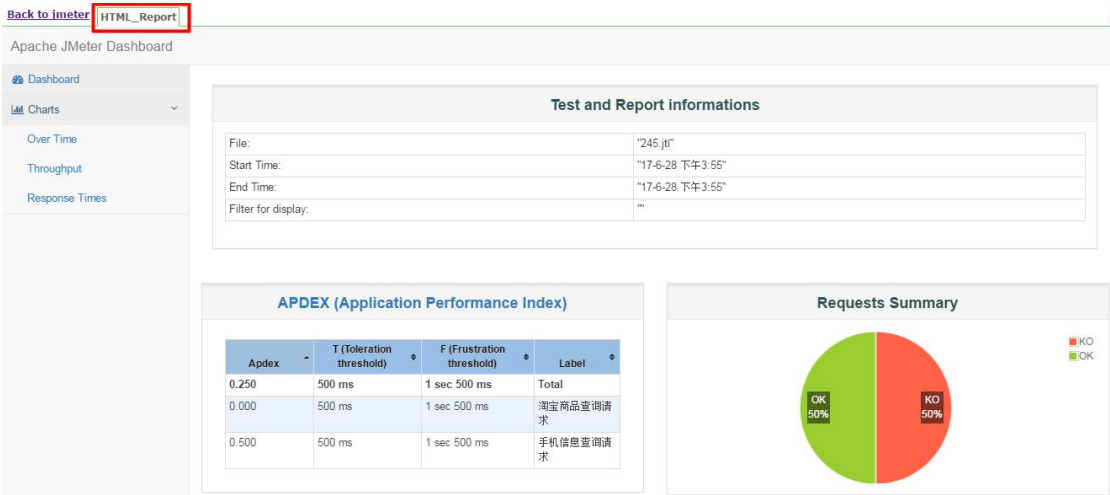 Back to jmeter HTML_Report
Apache JMeter Dashboard
Dashboard
Charts
Over Time
Throughput
Response Times
Test and Report informations
File: "245.jtl"
Start Time: "17-6-28 下午3:55"
End Time: "17-6-28 下午3:55"
Filter for display: ""
APDEX (Application Performance Index)
Apdex T (Toleration threshold) F (Frustration threshold) Label
0.250 500 ms 1 sec 500 ms Total
0.000 500 ms 1 sec 500 ms 淘宝商品查询请
求
0.500 500 ms 1 sec 500 ms 手机信息查询请
求
Requests Summary
KO
OK
OK
50%
KO
50%